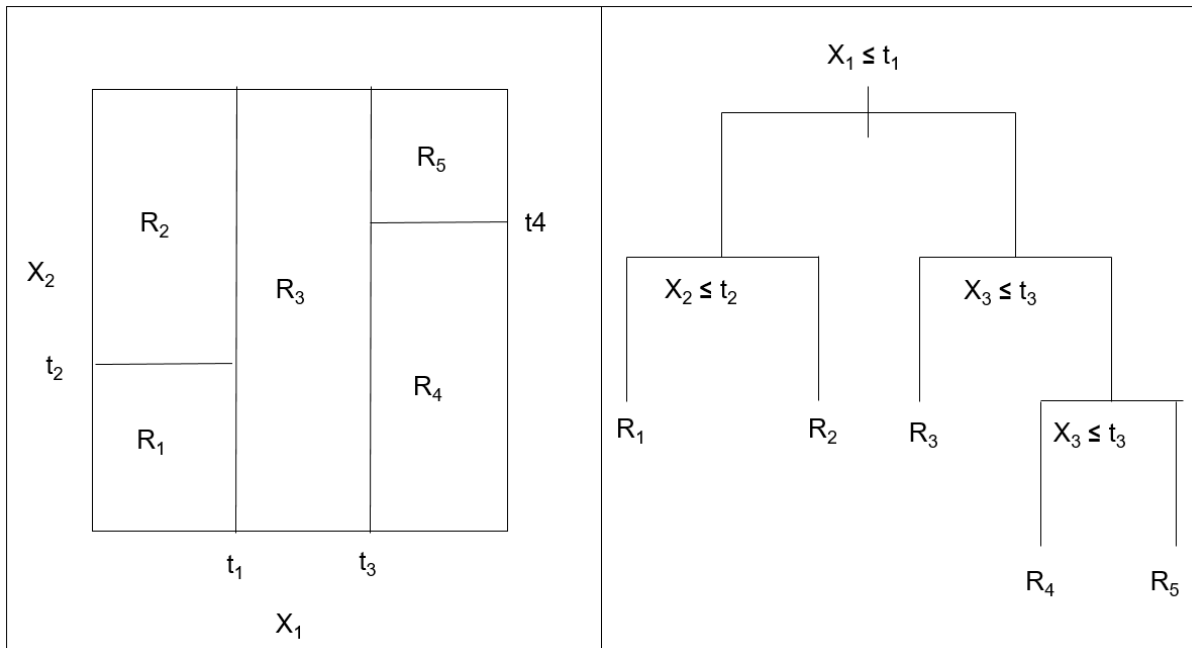 R₅
R₂
t4
X₂
R₃
t₂
R₄
R₁
t₁ t₃
X₁
X₁ ≤ t₁
X₂ ≤ t₂ X₃ ≤ t₃
R₁ R₂ R₃ X₃ ≤ t₃
R₄ R₅